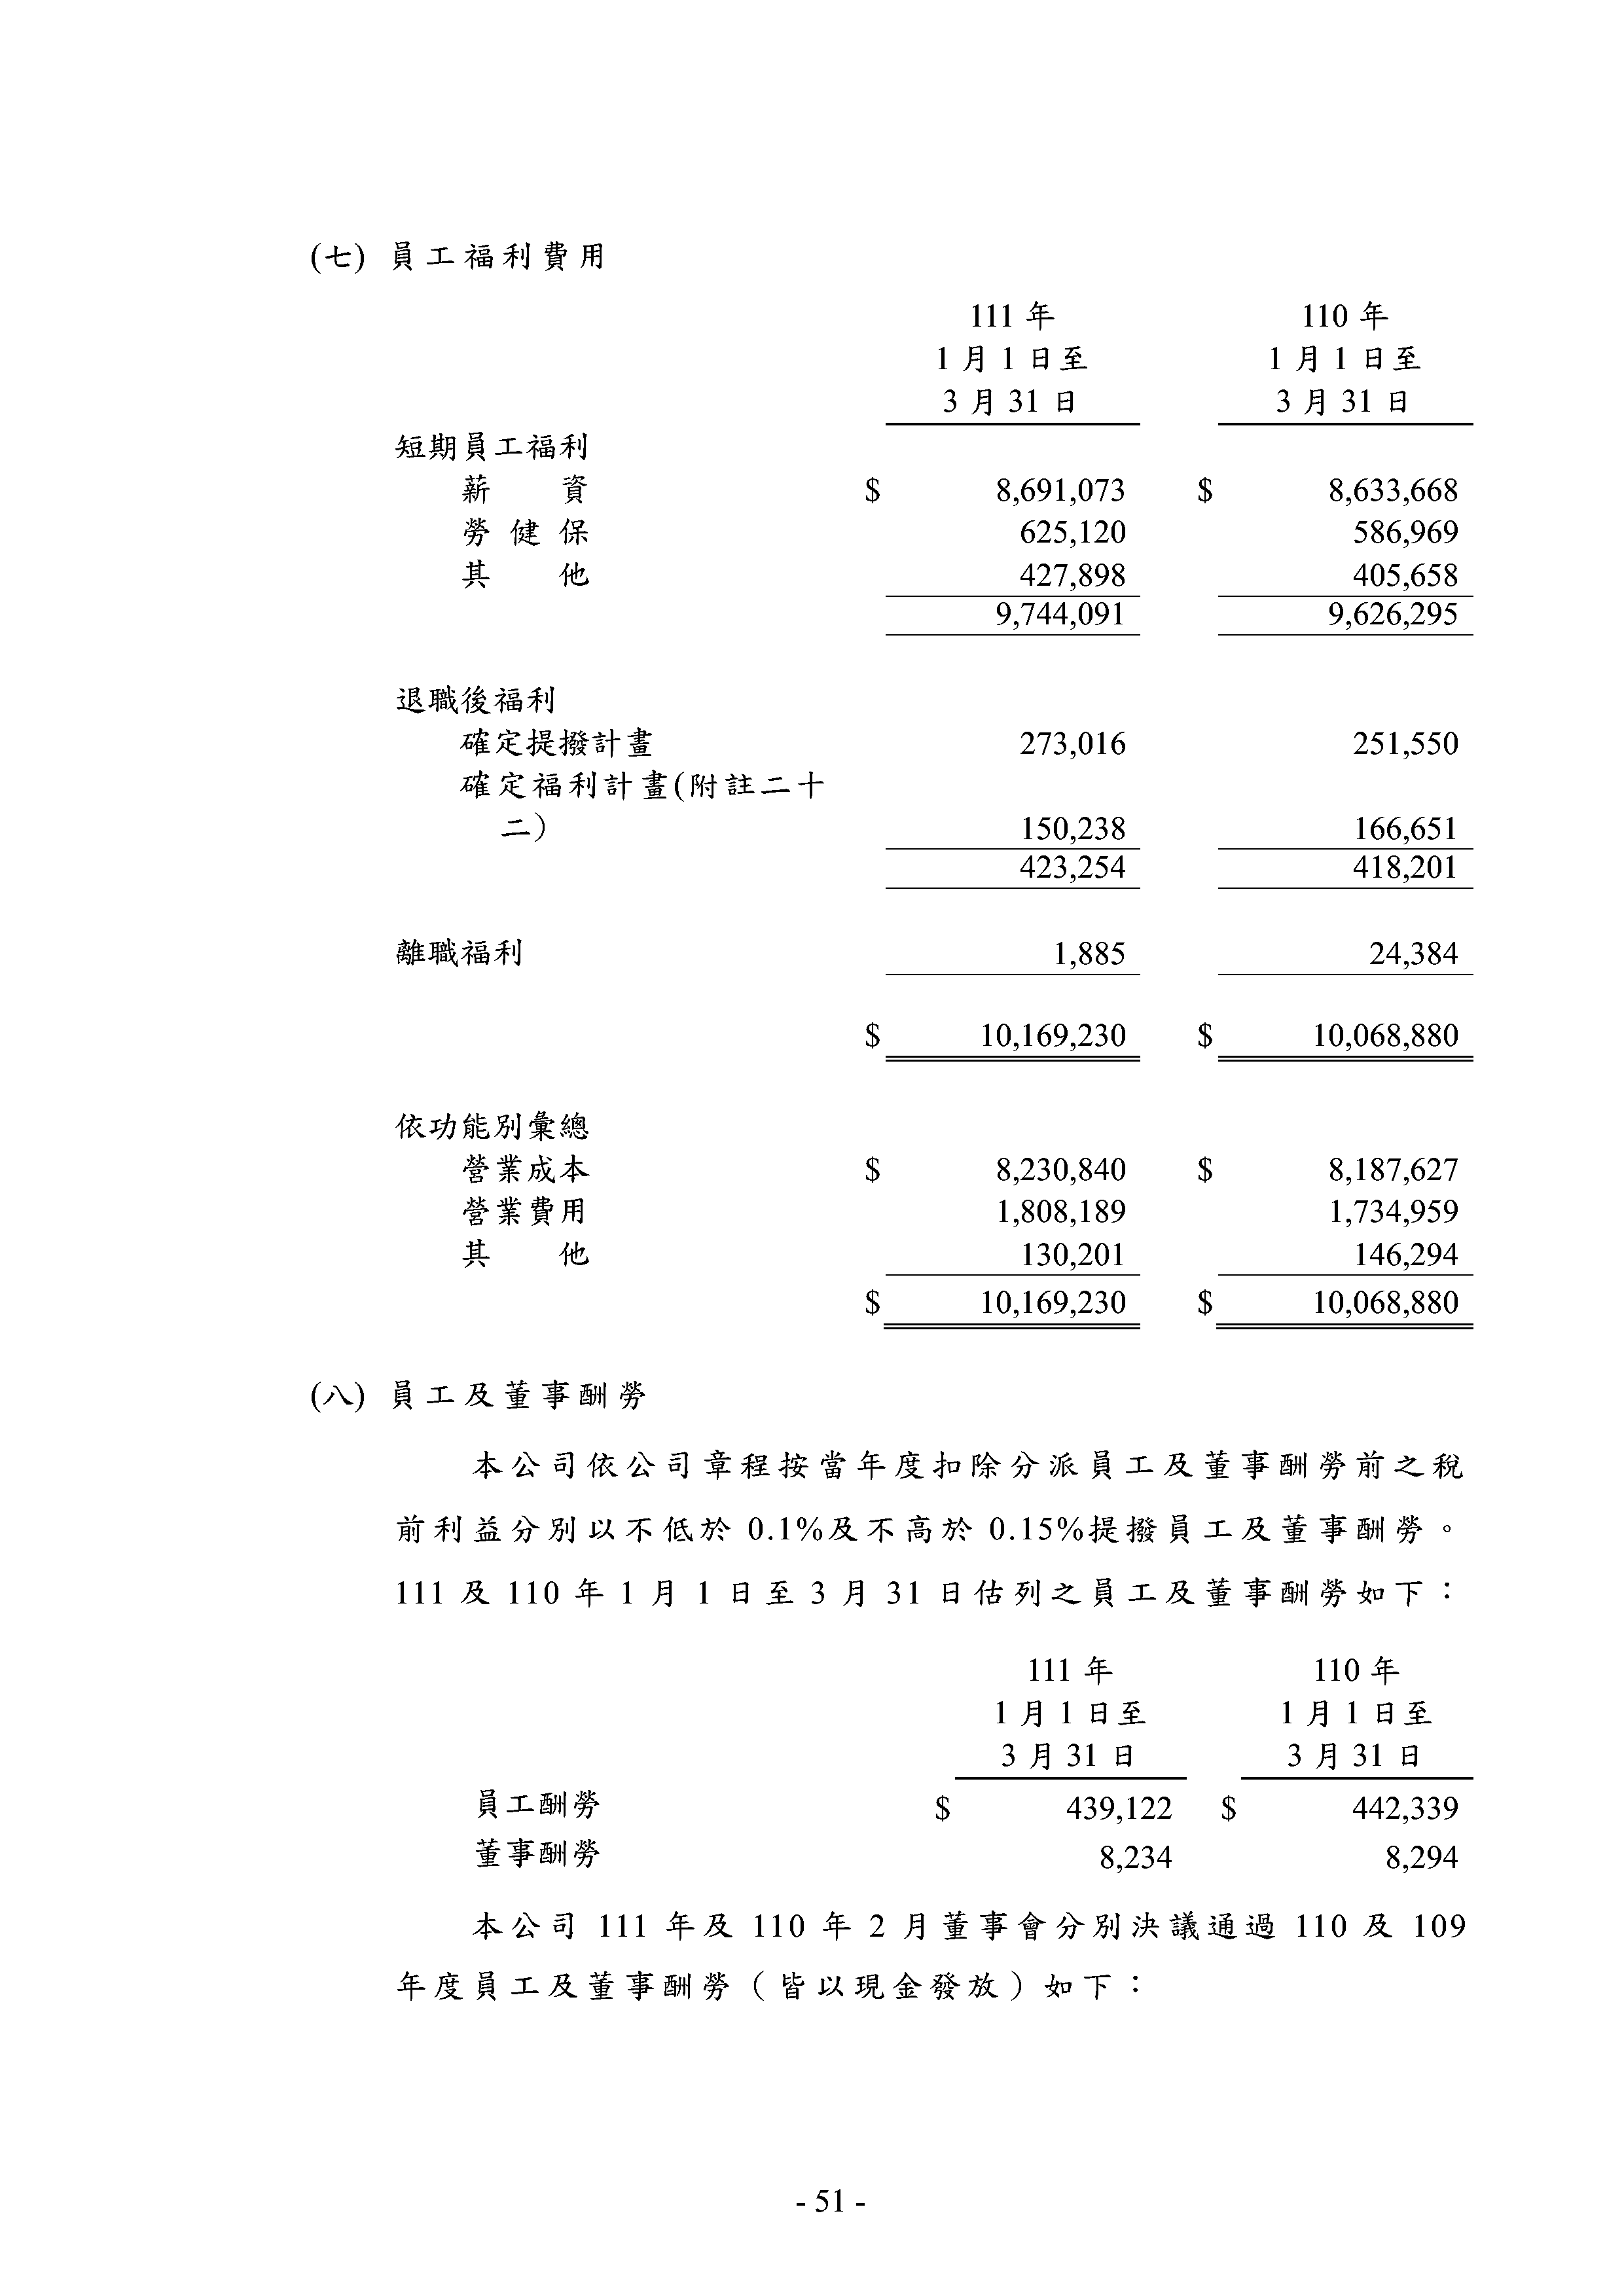 (七) 員工福利費用
111 年 110 年
1 月 1 日至 1 月 1 日至
3 月 31 日 3 月 31 日
短期員工福利
薪資 $ 8,691,073 $ 8,633,668
勞健保 625,120 586,969
其他 427,898 405,658
9,744,091 9,626,295
退職後福利
確定提撥計畫 273,016 251,550
確定福利計畫(附註二十
二) 150,238 166,651
423,254 418,201
離職福利 1,885 24,384
$ 10,169,230 $ 10,068,880
依功能別彙總
營業成本 $ 8,230,840 $ 8,187,627
營業費用 1,808,189 1,734,959
其他 130,201 146,294
$ 10,169,230 $ 10,068,880
(八) 員工及董事酬勞
本公司依公司章程按當年度扣除分派員工及董事酬勞前之稅
前利益分別以不低於 0.1%及不高於 0.15%提撥員工及董事酬勞。
111 及 110 年 1 月 1 日至 3 月 31 日估列之員工及董事酬勞如下：
111 年 110 年
1 月 1 日至 1 月 1 日至
3 月 31 日 3 月 31 日
員工酬勞 $ 439,122 $ 442,339
董事酬勞 8,234 8,294
本公司 111 年及 110 年 2 月董事會分別決議通過 110 及 109
年度員工及董事酬勞（皆以現金發放）如下：
- 51 -